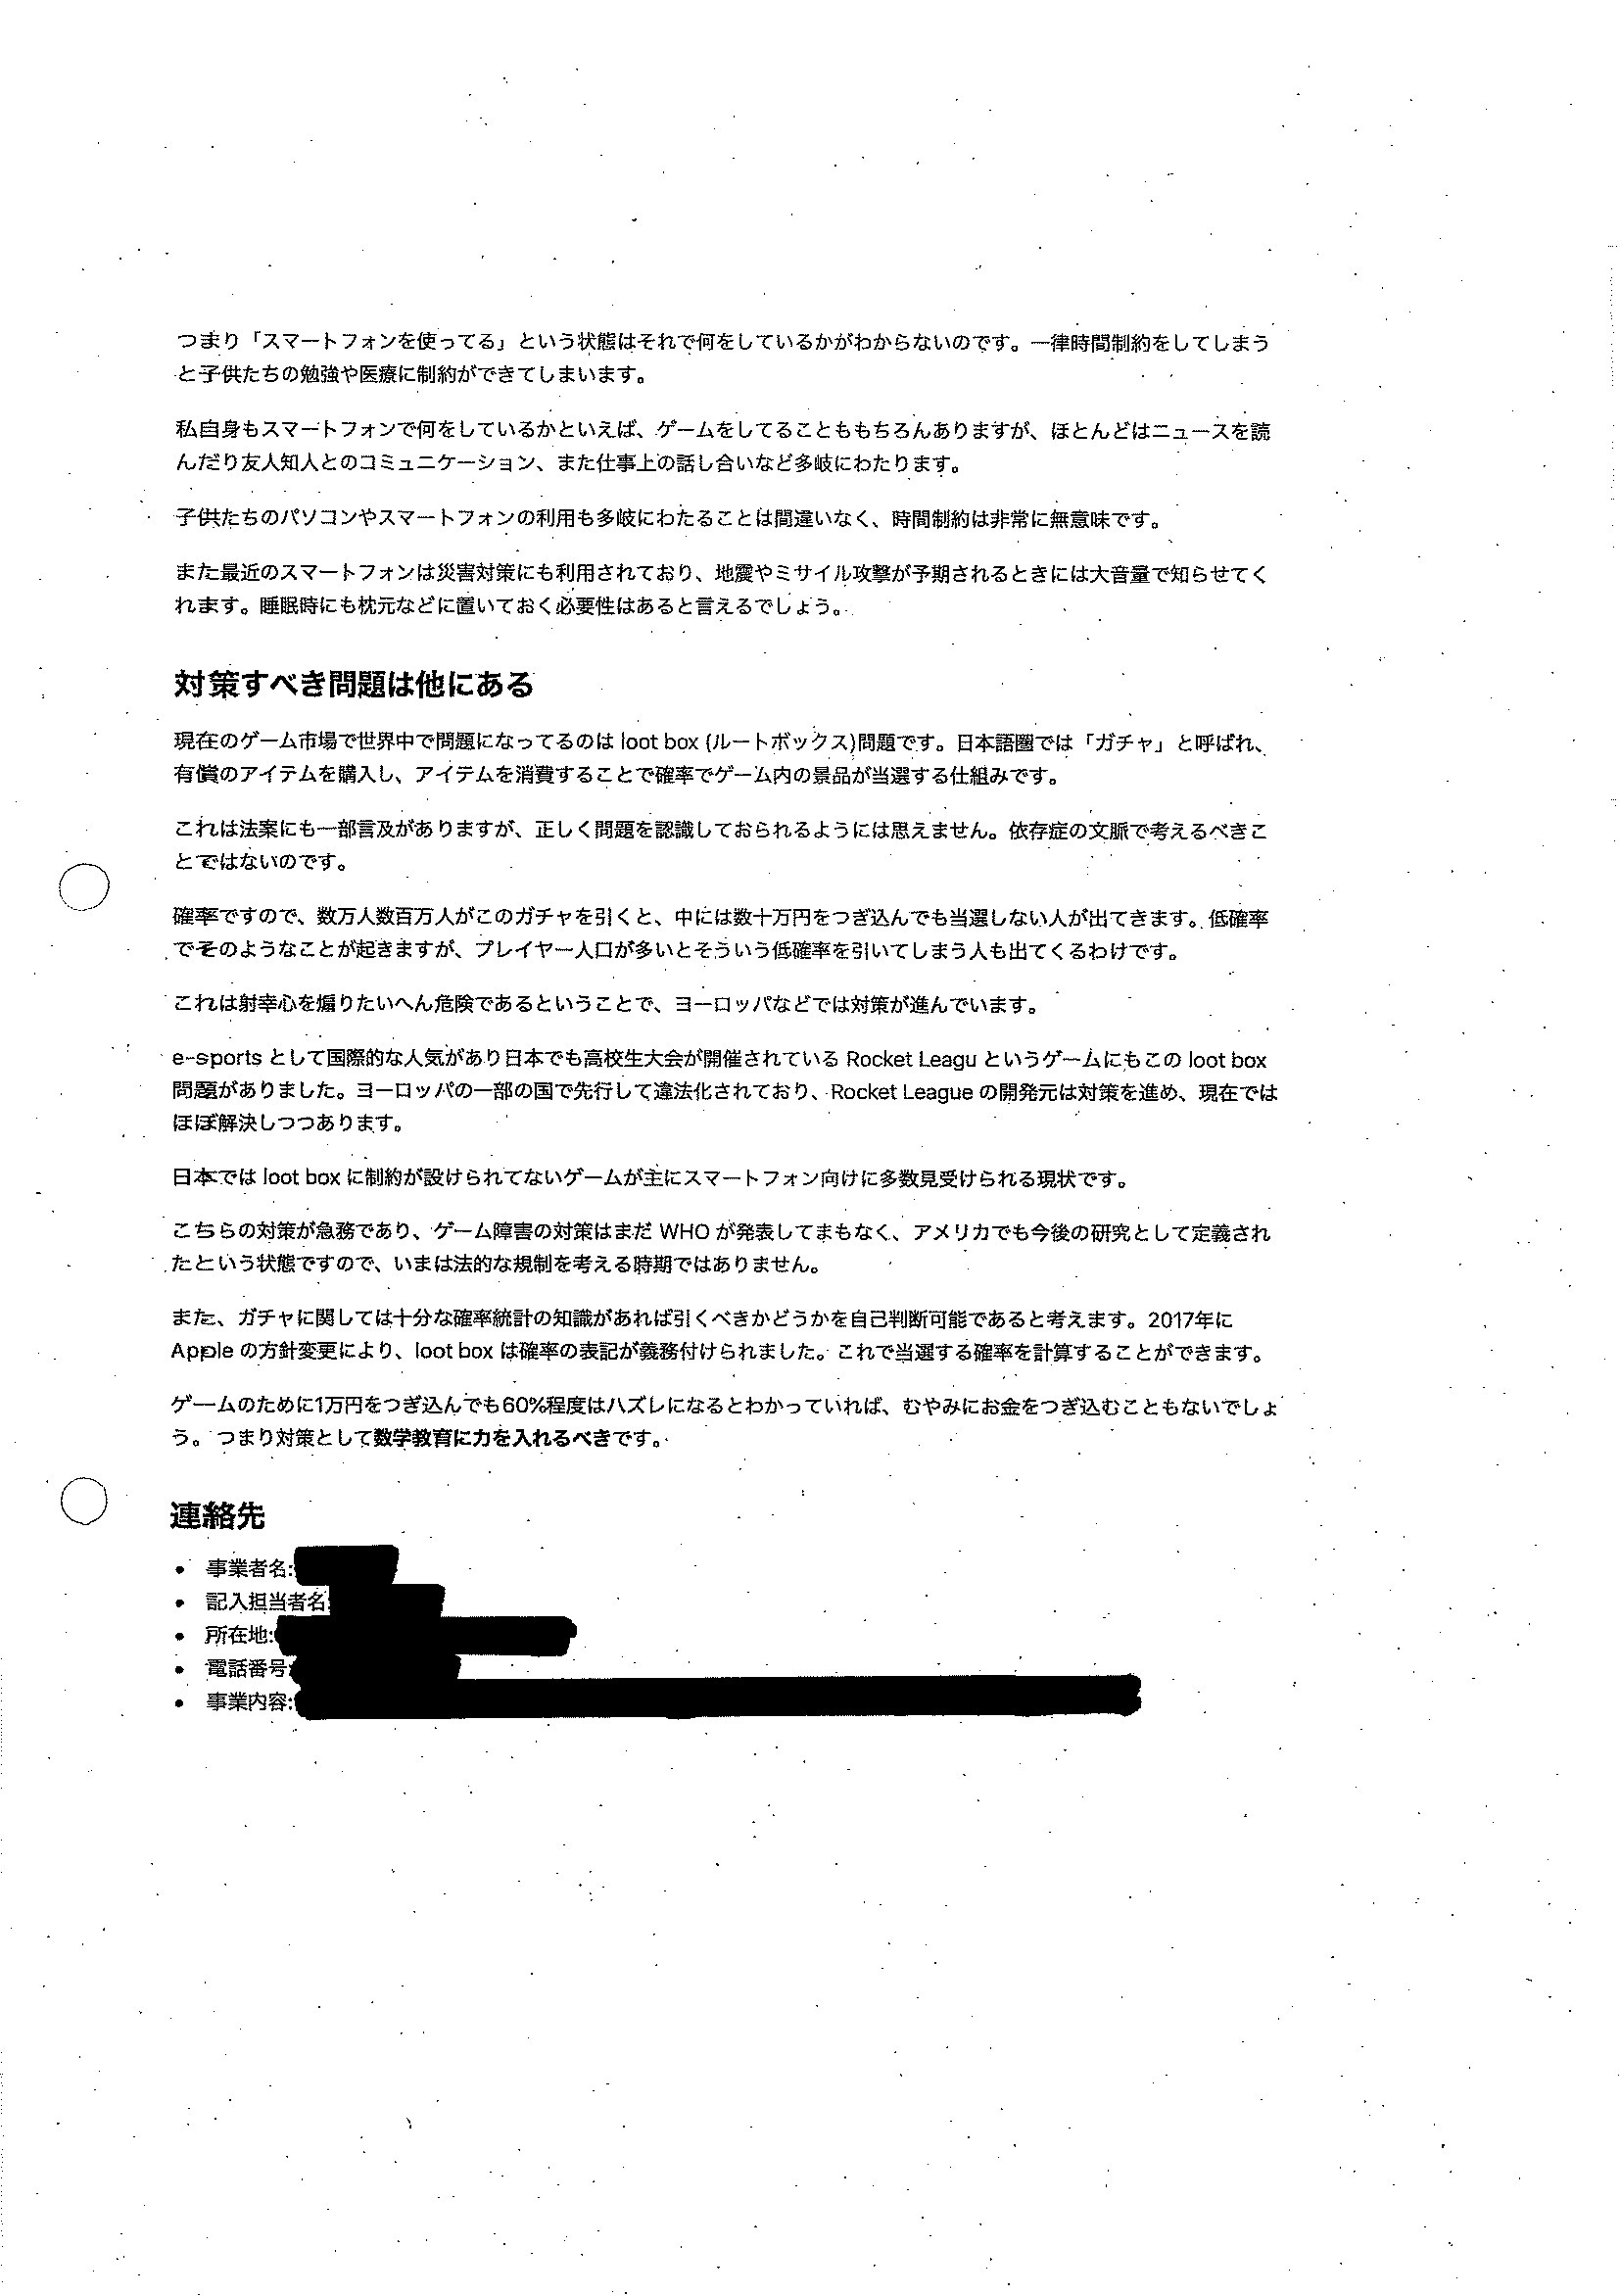 つまり「スマートフォンを使ってる」という状態はそれで何をしているかがわからないのです。一律時間制約をしてしまう
と子供たちの勉強や医療に制約ができてしまいます。
私自身もスマートフォンで何をしているかといえば、ゲームをしてることももちろんありますが、ほとんどはニュースを読
んだり友人知人とのコミュニケーション、また仕事上の話し合いなど多岐にわたります。
子供たちのパソコンやスマートフォンの利用も多岐にわたることは間違いなく、時間制約は非常に無意味です。
また最近のスマートフォンは災害対策にも利用されており、地震やミサイル攻撃が予期されるときには大音量で知らせてく
れます。睡眠時にも枕元などに置いておく必要性はあると言えるでしょう。
対策すべき問題は他にある
現在のゲーム市場で世界中で問題になってるのは loot box (ルートボックス)問題です。日本語圏では「ガチャ」と呼ばれ、
有償のアイテムを購入し、アイテムを消費することで確率でゲーム内の景品が当選する仕組みです。
これは法案にも一部言及がありますが、正しく問題を認識しておられるようには思えません。依存症の文脈で考えるべきこ
とではないのです。
確率ですので、数万人数百万人がこのガチャを引くと、中には数十万円をつぎ込んでも当選しない人が出てきます。低確率
でそのようなことが起きますが、プレイヤー人口が多いとそういう低確率を引いてしまう人も出てくるわけです。
これは射幸心を煽りたいへん危険であるということで、ヨーロッパなどでは対策が進んでいます。
e-sports として国際的な人気があり日本でも高校生大会が開催されている Rocket Leagu というゲームにもこの loot box
問題がありました。ヨーロッパの一部の国で先行して違法化されており、Rocket League の開発元は対策を進め、現在では
ほぼ解決しつつあります。
日本では loot box に制約が設けられてないゲームが主にスマートフォン向けに多数見受けられる現状です。
こちらの対策が急務であり、ゲーム障害の対策はまだ WHO が発表してまもなく、アメリカでも今後の研究として定義され
たという状態ですので、いまは法的な規制を考える時期ではありません。
また、ガチャに関しては十分な確率統計の知識があれば引くべきかどうかを自己判断可能であると考えます。2017年に
Apple の方針変更により、loot box は確率の表記が義務付けられました。これで当選する確率を計算することができます。
ゲームのために1万円をつぎ込んでも60%程度はハズレになるとわかっていれば、むやみにお金をつぎ込むこともないでしょ
う。つまり対策として数学教育に力を入れるべきです。
連絡先
• 事業者名:
• 記入担当者名:
• 所在地:
• 電話番号:
• 事業内容: